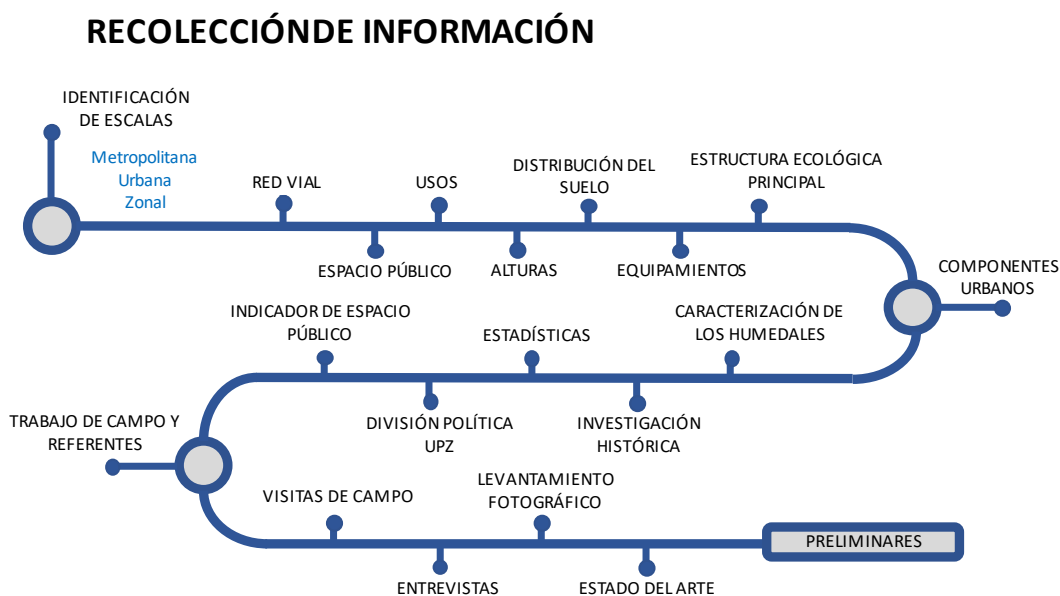 RECOLECCIÓNDE INFORMACIÓN
IDENTIFICACIÓN
DE ESCALAS
Metropolitana
Urbana
Zonal
RED VIAL
ESPACIO PÚBLICO
USOS
ALTURAS
DISTRIBUCIÓN DEL
SUELO
EQUIPAMIENTOS
ESTRUCTURA ECOLÓGICA
PRINCIPAL
COMPONENTES
URBANOS
CARACTERIZACIÓN DE
LOS HUMEDALES
INVESTIGACIÓN
HISTÓRICA
ESTADÍSTICAS
DIVISIÓN POLÍTICA
UPZ
INDICADOR DE ESPACIO
PÚBLICO
TRABAJO DE CAMPO Y
REFERENTES
VISITAS DE CAMPO
ENTREVISTAS
LEVANTAMIENTO
FOTOGRÁFICO
ESTADO DEL ARTE
PRELIMINARES